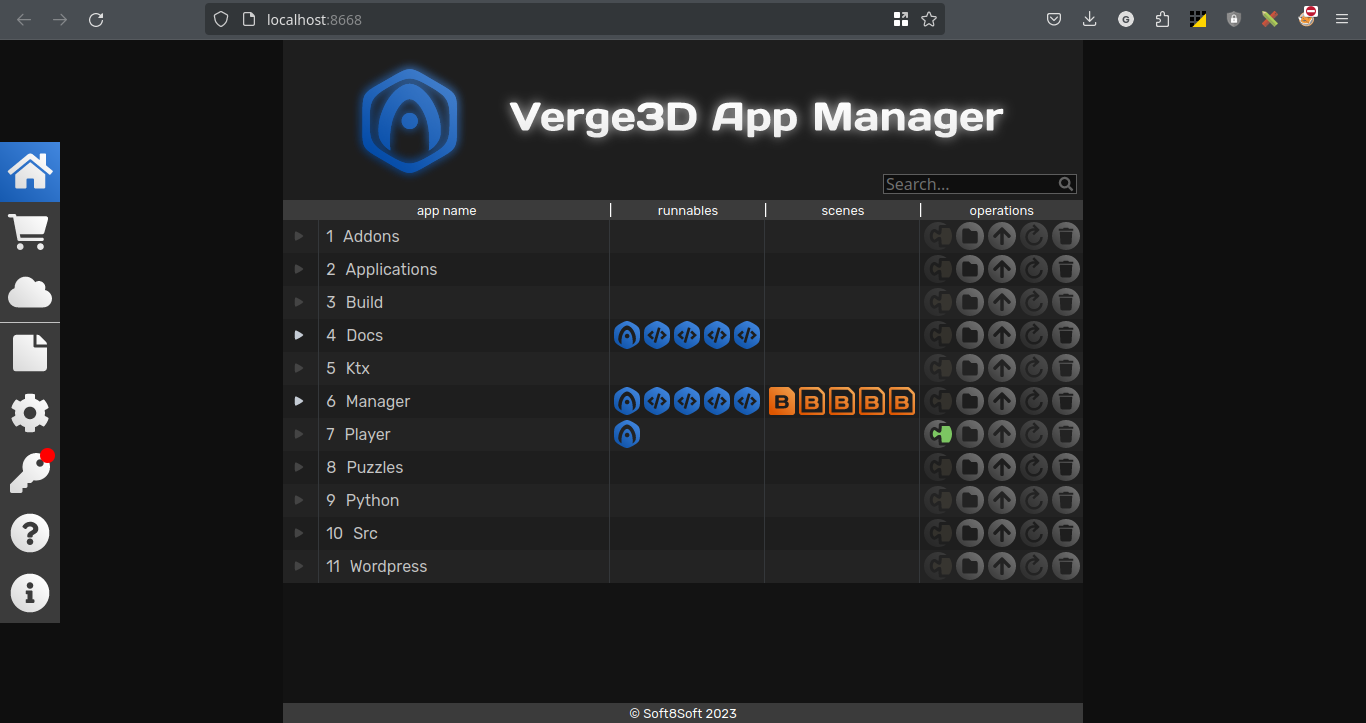 localhost:8668
G
Verge3D App Manager
Search...
app name runnables scenes operations
1 Addons
2 Applications
3 Build
4 Docs
5 Ktx
6 Manager B B B B B
7 Player
8 Puzzles
9 Python
10 Src
11 Wordpress
© Soft8Soft 2023